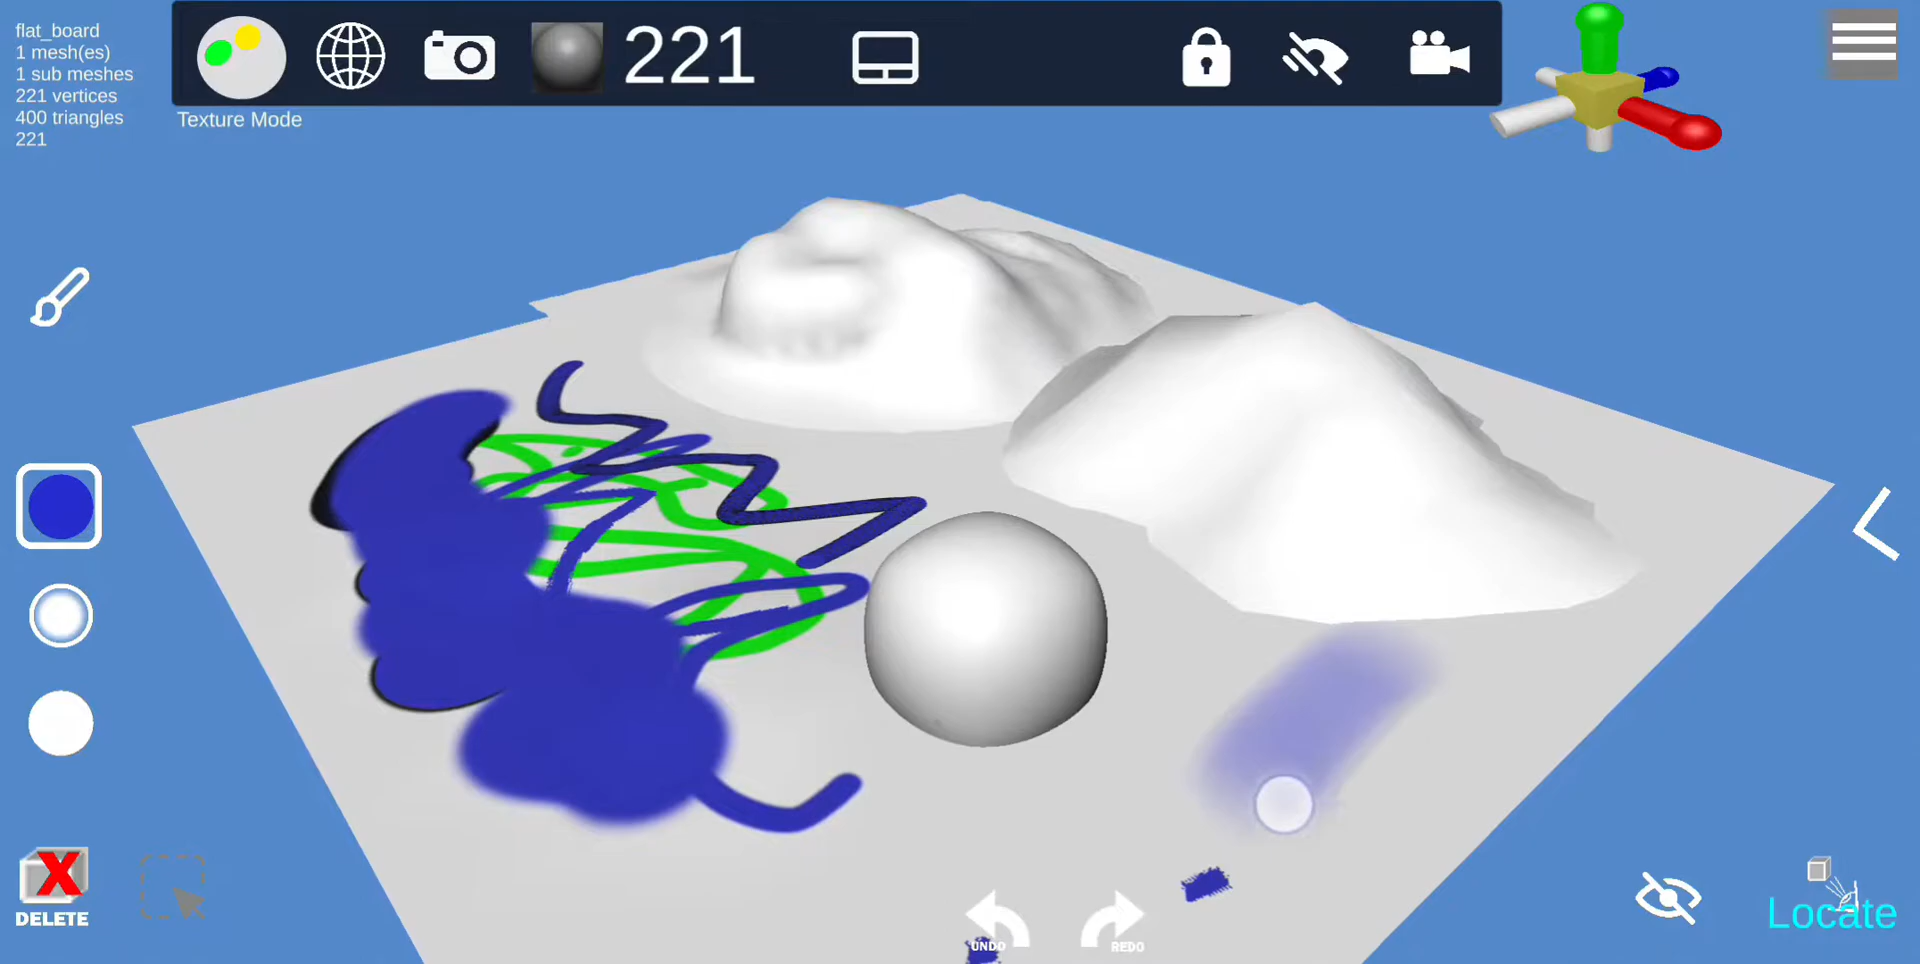 flat_board
1 mesh(es)
1 sub meshes
221 vertices
400 triangles
221
221
Texture Mode
DELETE
UNDO
REDO
Locate